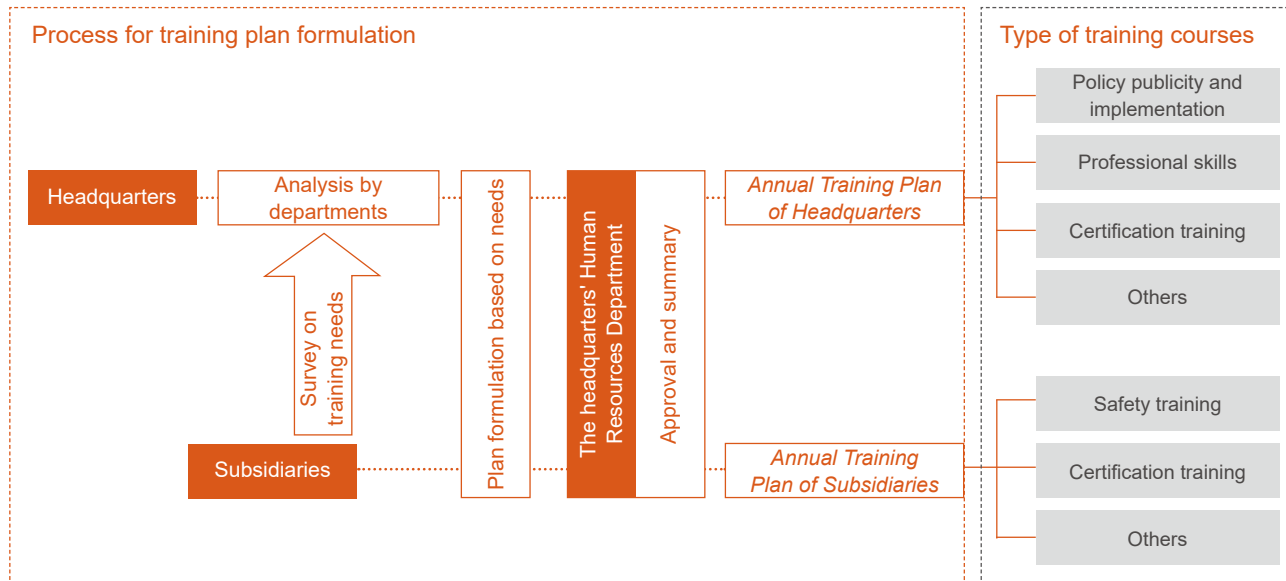 Process for training plan formulation
Headquarters
Analysis by
departments
Survey on
training needs
Subsidiaries
Plan formulation based on needs
The headquarters' Human
Resources Department
Approval and summary
Annual Training Plan
of Headquarters
Annual Training
Plan of Subsidiaries
Type of training courses
Policy publicity and
implementation
Professional skills
Certification training
Others
Safety training
Certification training
Others